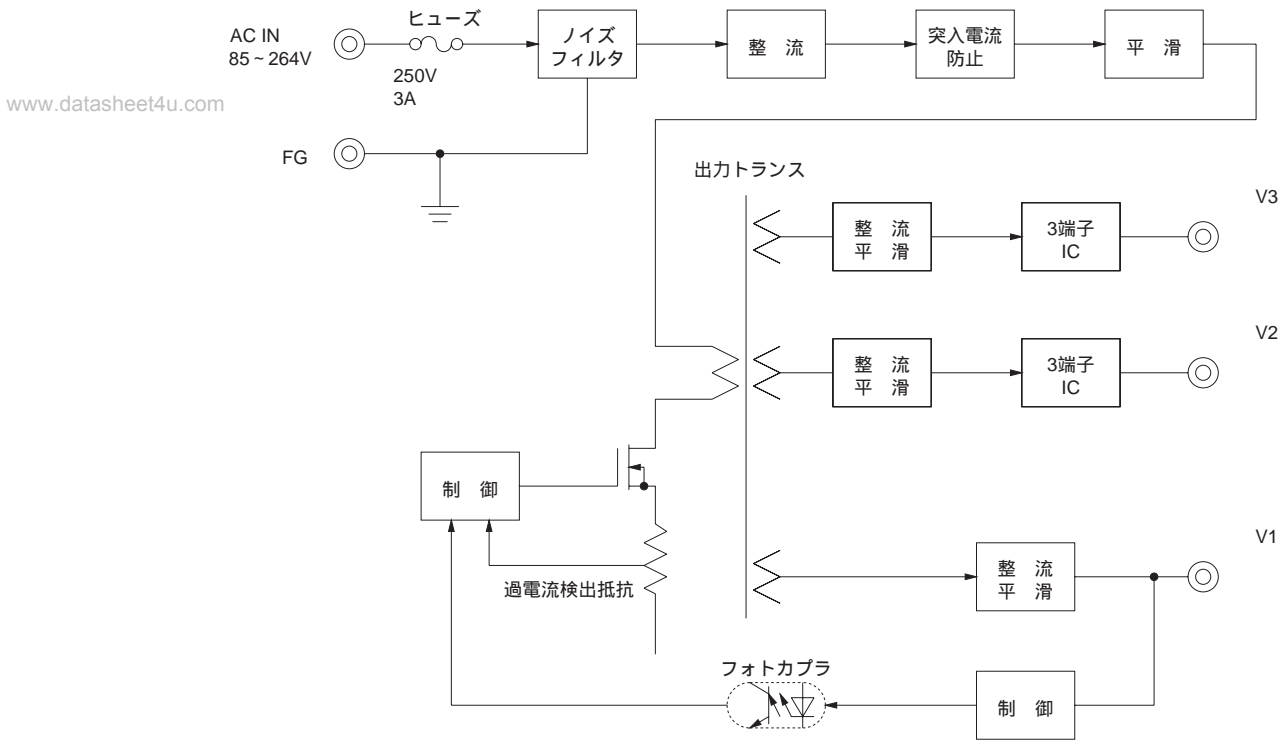 ヒューズ
AC IN
85~264V
250V
3A
ノイズ
フィルタ
整 流
突入電流
防止
平 滑
www.datasheet4u.com
FG
出力トランス
整 流
平 滑
3端子
IC
V3
整 流
平 滑
3端子
IC
V2
制 御
過電流検出抵抗
整 流
平 滑
V1
フォトカプラ
制 御